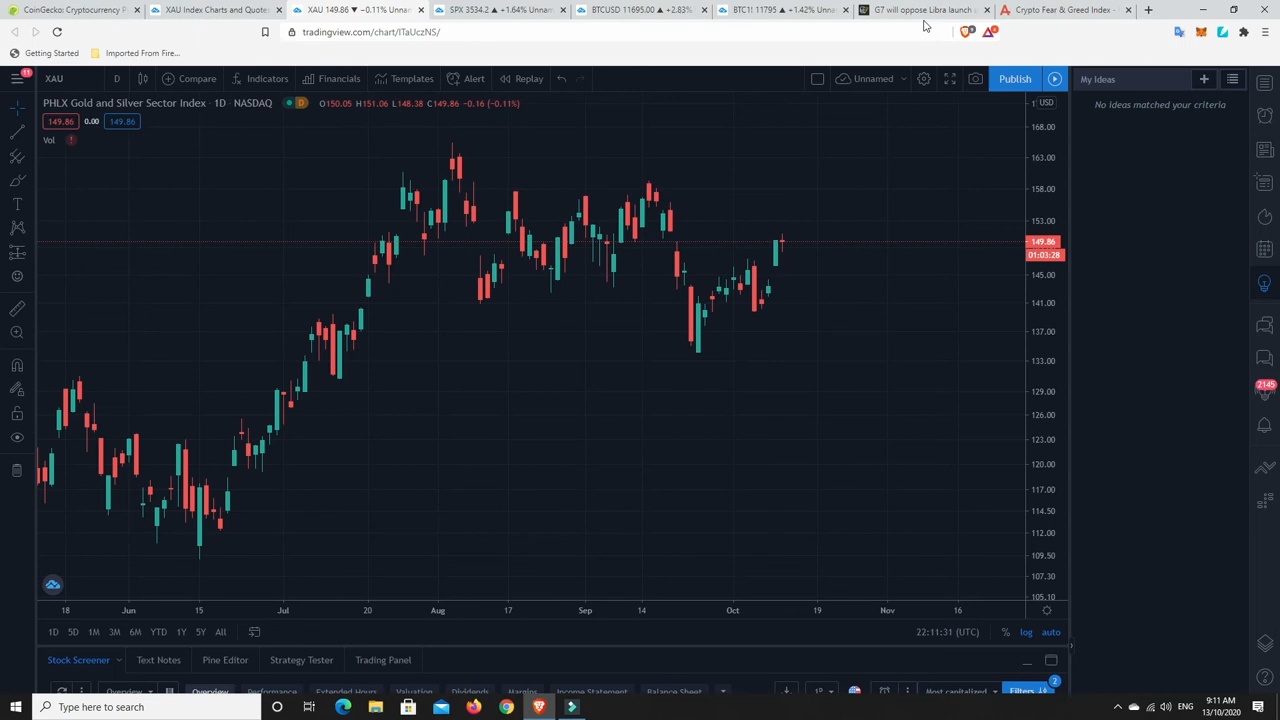 CoinGecko: Cryptocurrency P
XAU Index Charts and Quotes
XAU 149.86 ▼ −0.11% Unnam
SPX 3534.2 ▲ +1.64% Unnam
BTCUSD 11695.00 ▲ +2.83%
BTC1! 11795 ▲ +1.42% Unnam
G7 will oppose Libra launch
Crypto Fear & Greed Index -
tradingview.com/chart/ITaUczNS/
Getting Started
Imported From Fire...
11
XAU
D
Compare
Indicators
Financials
Templates
Alert
Replay
Unnamed
Publish
My Ideas
PHLX Gold and Silver Sector Index · 1D · NASDAQ
D
O150.05 H151.06 L148.38 C149.86 −0.16 (−0.11%)
USD
No ideas matched your criteria
149.86
0.00
149.86
Vol
168.00
163.00
158.00
153.00
149.86
01:03:28
145.00
141.00
137.00
133.00
129.00
126.00
123.00
120.00
117.00
114.50
112.00
109.50
107.30
105.10
2145
18
Jun
15
Jul
20
Aug
17
Sep
14
Oct
19
Nov
16
1D
5D
1M
3M
6M
YTD
1Y
5Y
All
22:11:31 (UTC)
%
log
auto
Stock Screener
Text Notes
Pine Editor
Strategy Tester
Trading Panel
Overview
Overview
Performance
Extended Hours
Valuation
Dividends
Margins
Income Statement
Balance Sheet
Most capitalized
Filters
2
Type here to search
ENG
9:11 AM
13/10/2020